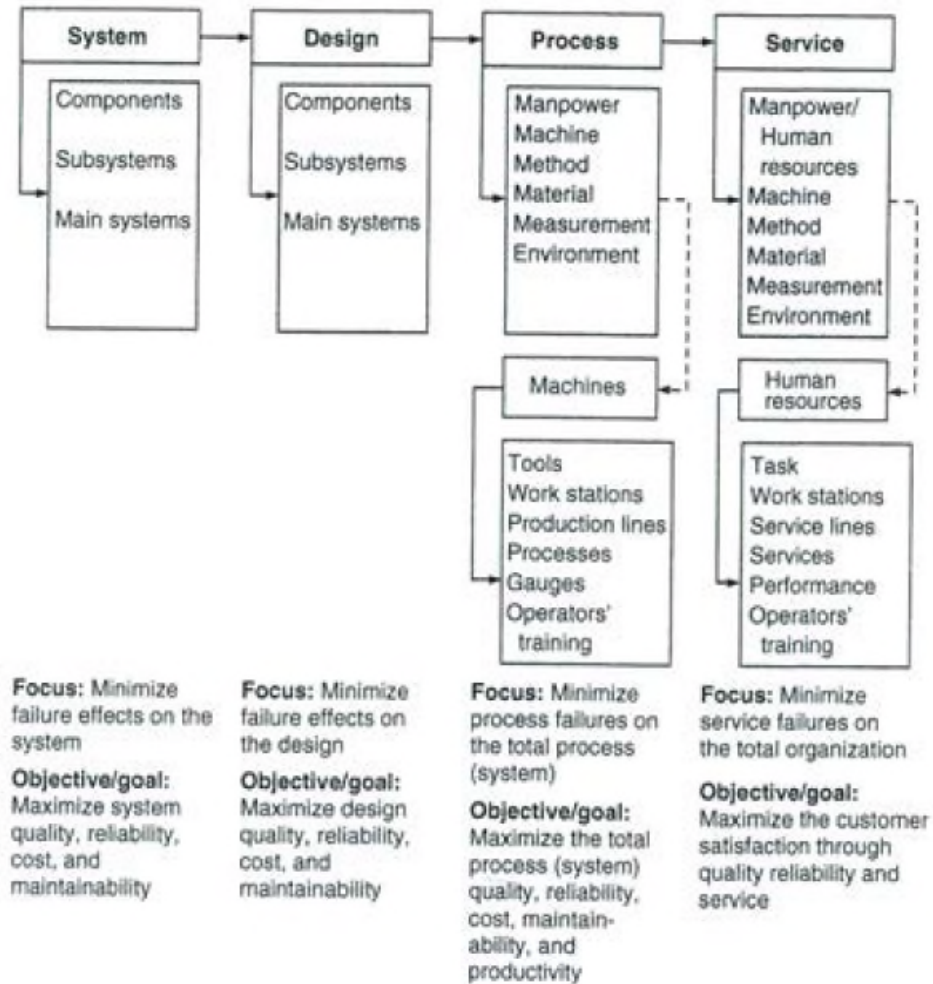 System
Design
Process
Service
Components
Subsystems
Main systems
Components
Subsystems
Main systems
Manpower
Machine
Method
Material
Measurement
Environment
Manpower/
Human
resources
Machine
Method
Material
Measurement
Environment
Machines
Human
resources
Tools
Work stations
Production lines
Processes
Gauges
Operators'
training
Task
Work stations
Service lines
Services
Performance
Operators'
training
Focus: Minimize
failure effects on the
system
Objective/goal:
Maximize system
quality, reliability,
cost, and
maintainability
Focus: Minimize
failure effects on
the design
Objective/goal:
Maximize design
quality, reliability,
cost, and
maintainability
Focus: Minimize
process failures on
the total process
(system)
Objective/goal:
Maximize the total
process (system)
quality, reliability,
cost, maintain-
ability, and
productivity
Focus: Minimize
service failures on
the total organization
Objective/goal:
Maximize the customer
satisfaction through
quality reliability and
service